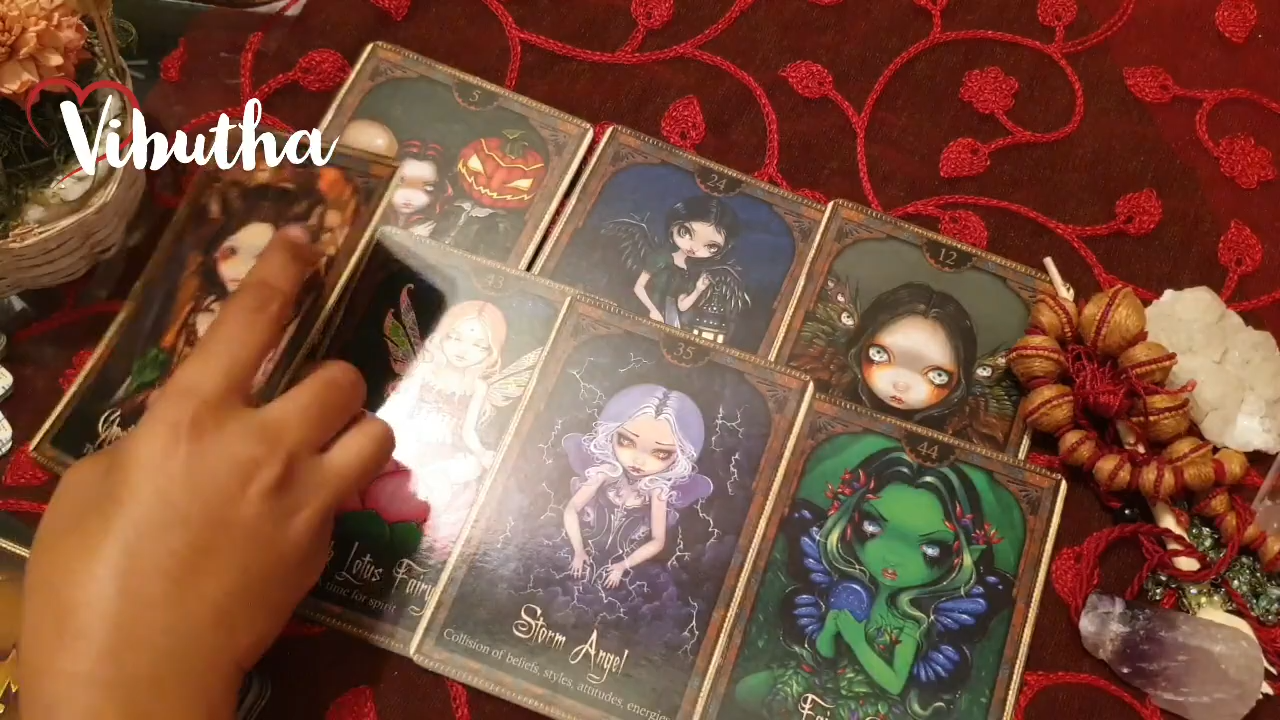 Vibutha
5
24
12
43
35
44
Lotus Fairy
time for spirit
Storm Angel
Collision of beliefs, styles, attitudes, energies